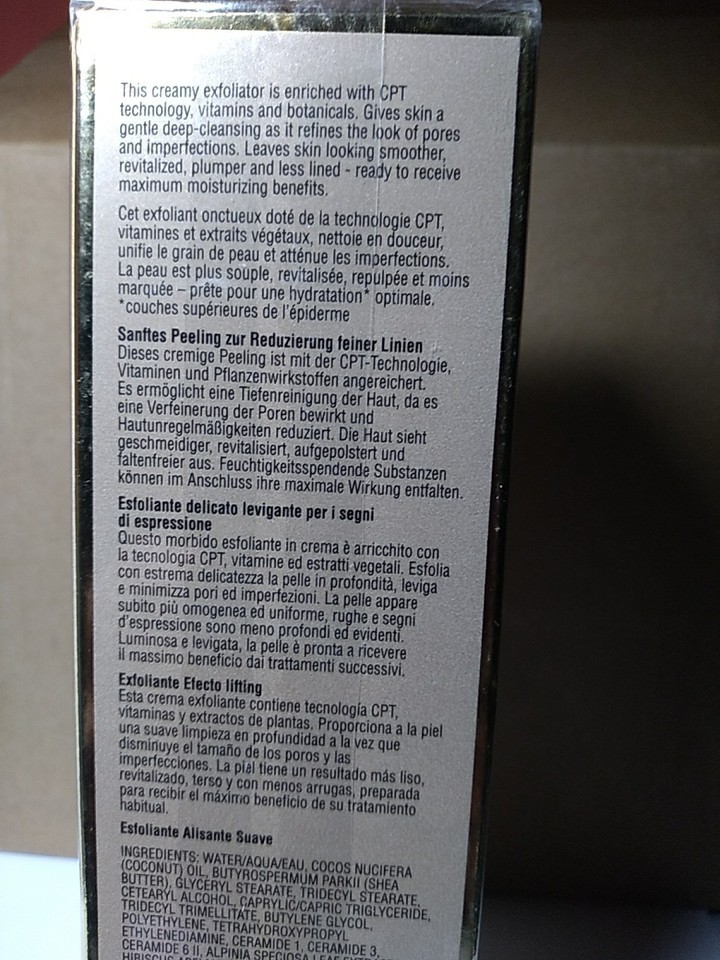 This creamy exfoliator is enriched with CPT
technology, vitamins and botanicals. Gives skin a
gentle deep-cleansing as it refines the look of pores
and imperfections. Leaves skin looking smoother,
revitalized, plumper and less lined - ready to receive
maximum moisturizing benefits.
Cet exfoliant onctueux doté de la technologie CPT,
vitamines et extraits végétaux, nettoie en douceur,
unifie le grain de peau et atténue les imperfections.
La peau est plus souple, revitalisée, repulpée et moins
marquée – prête pour une hydratation* optimale.
*couches supérieures de l'épiderme
Sanftes Peeling zur Reduzierung feiner Linien
Dieses cremige Peeling ist mit der CPT-Technologie,
Vitaminen und Pflanzenwirkstoffen angereichert.
Es ermöglicht eine Tiefenreinigung der Haut, da es
eine Verfeinerung der Poren bewirkt und
Hautunregelmäßigkeiten reduziert. Die Haut sieht
geschmeidiger, revitalisiert, aufgepolstert und
faltenfreier aus. Feuchtigkeitsspendende Substanzen
können im Anschluss ihre maximale Wirkung entfalten.
Esfoliante delicato levigante per i segni
di espressione
Questo morbido esfoliante in crema è arricchito con
la tecnologia CPT, vitamine ed estratti vegetali. Esfolia
con estrema delicatezza la pelle in profondità, leviga
e minimizza pori ed imperfezioni. La pelle appare
subito più omogenea ed uniforme, rughe e segni
d'espressione sono meno profondi ed evidenti.
Luminosa e levigata, la pelle è pronta a ricevere
il massimo beneficio dai trattamenti successivi.
Exfoliante Efecto lifting
Esta crema exfoliante contiene tecnología CPT,
vitaminas y extractos de plantas. Proporciona a la piel
una suave limpieza en profundidad a la vez que
disminuye el tamaño de los poros y las
imperfecciones. La piel tiene un resultado más liso,
revitalizado, terso y con menos arrugas, preparada
para recibir el máximo beneficio de su tratamiento
habitual.
Esfoliante Alisante Suave
INGREDIENTS: WATER/AQUA/EAU, COCOS NUCIFERA
(COCONUT) OIL, BUTYROSPERMUM PARKII (SHEA
BUTTER), GLYCERYL STEARATE, TRIDECYL STEARATE,
CETEARYL ALCOHOL, CAPRYLIC/CAPRIC TRIGLYCERIDE,
TRIDECYL TRIMELLITATE, BUTYLENE GLYCOL,
POLYETHYLENE, TETRAHYDROXYPROPYL
ETHYLENEDIAMINE, CERAMIDE 1, CERAMIDE 3,
CERAMIDE 6 II, ALPINIA SPECIOSA LEAF